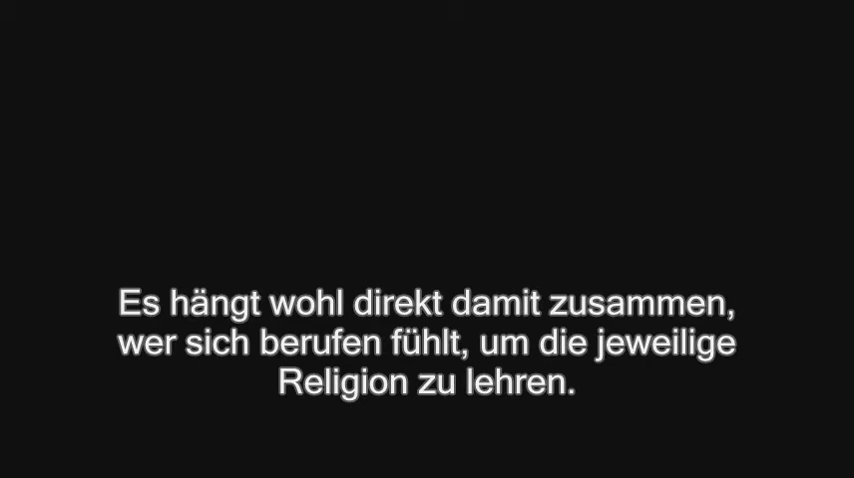 Es hängt wohl direkt damit zusammen,
wer sich berufen fühlt, um die jeweilige
Religion zu lehren.